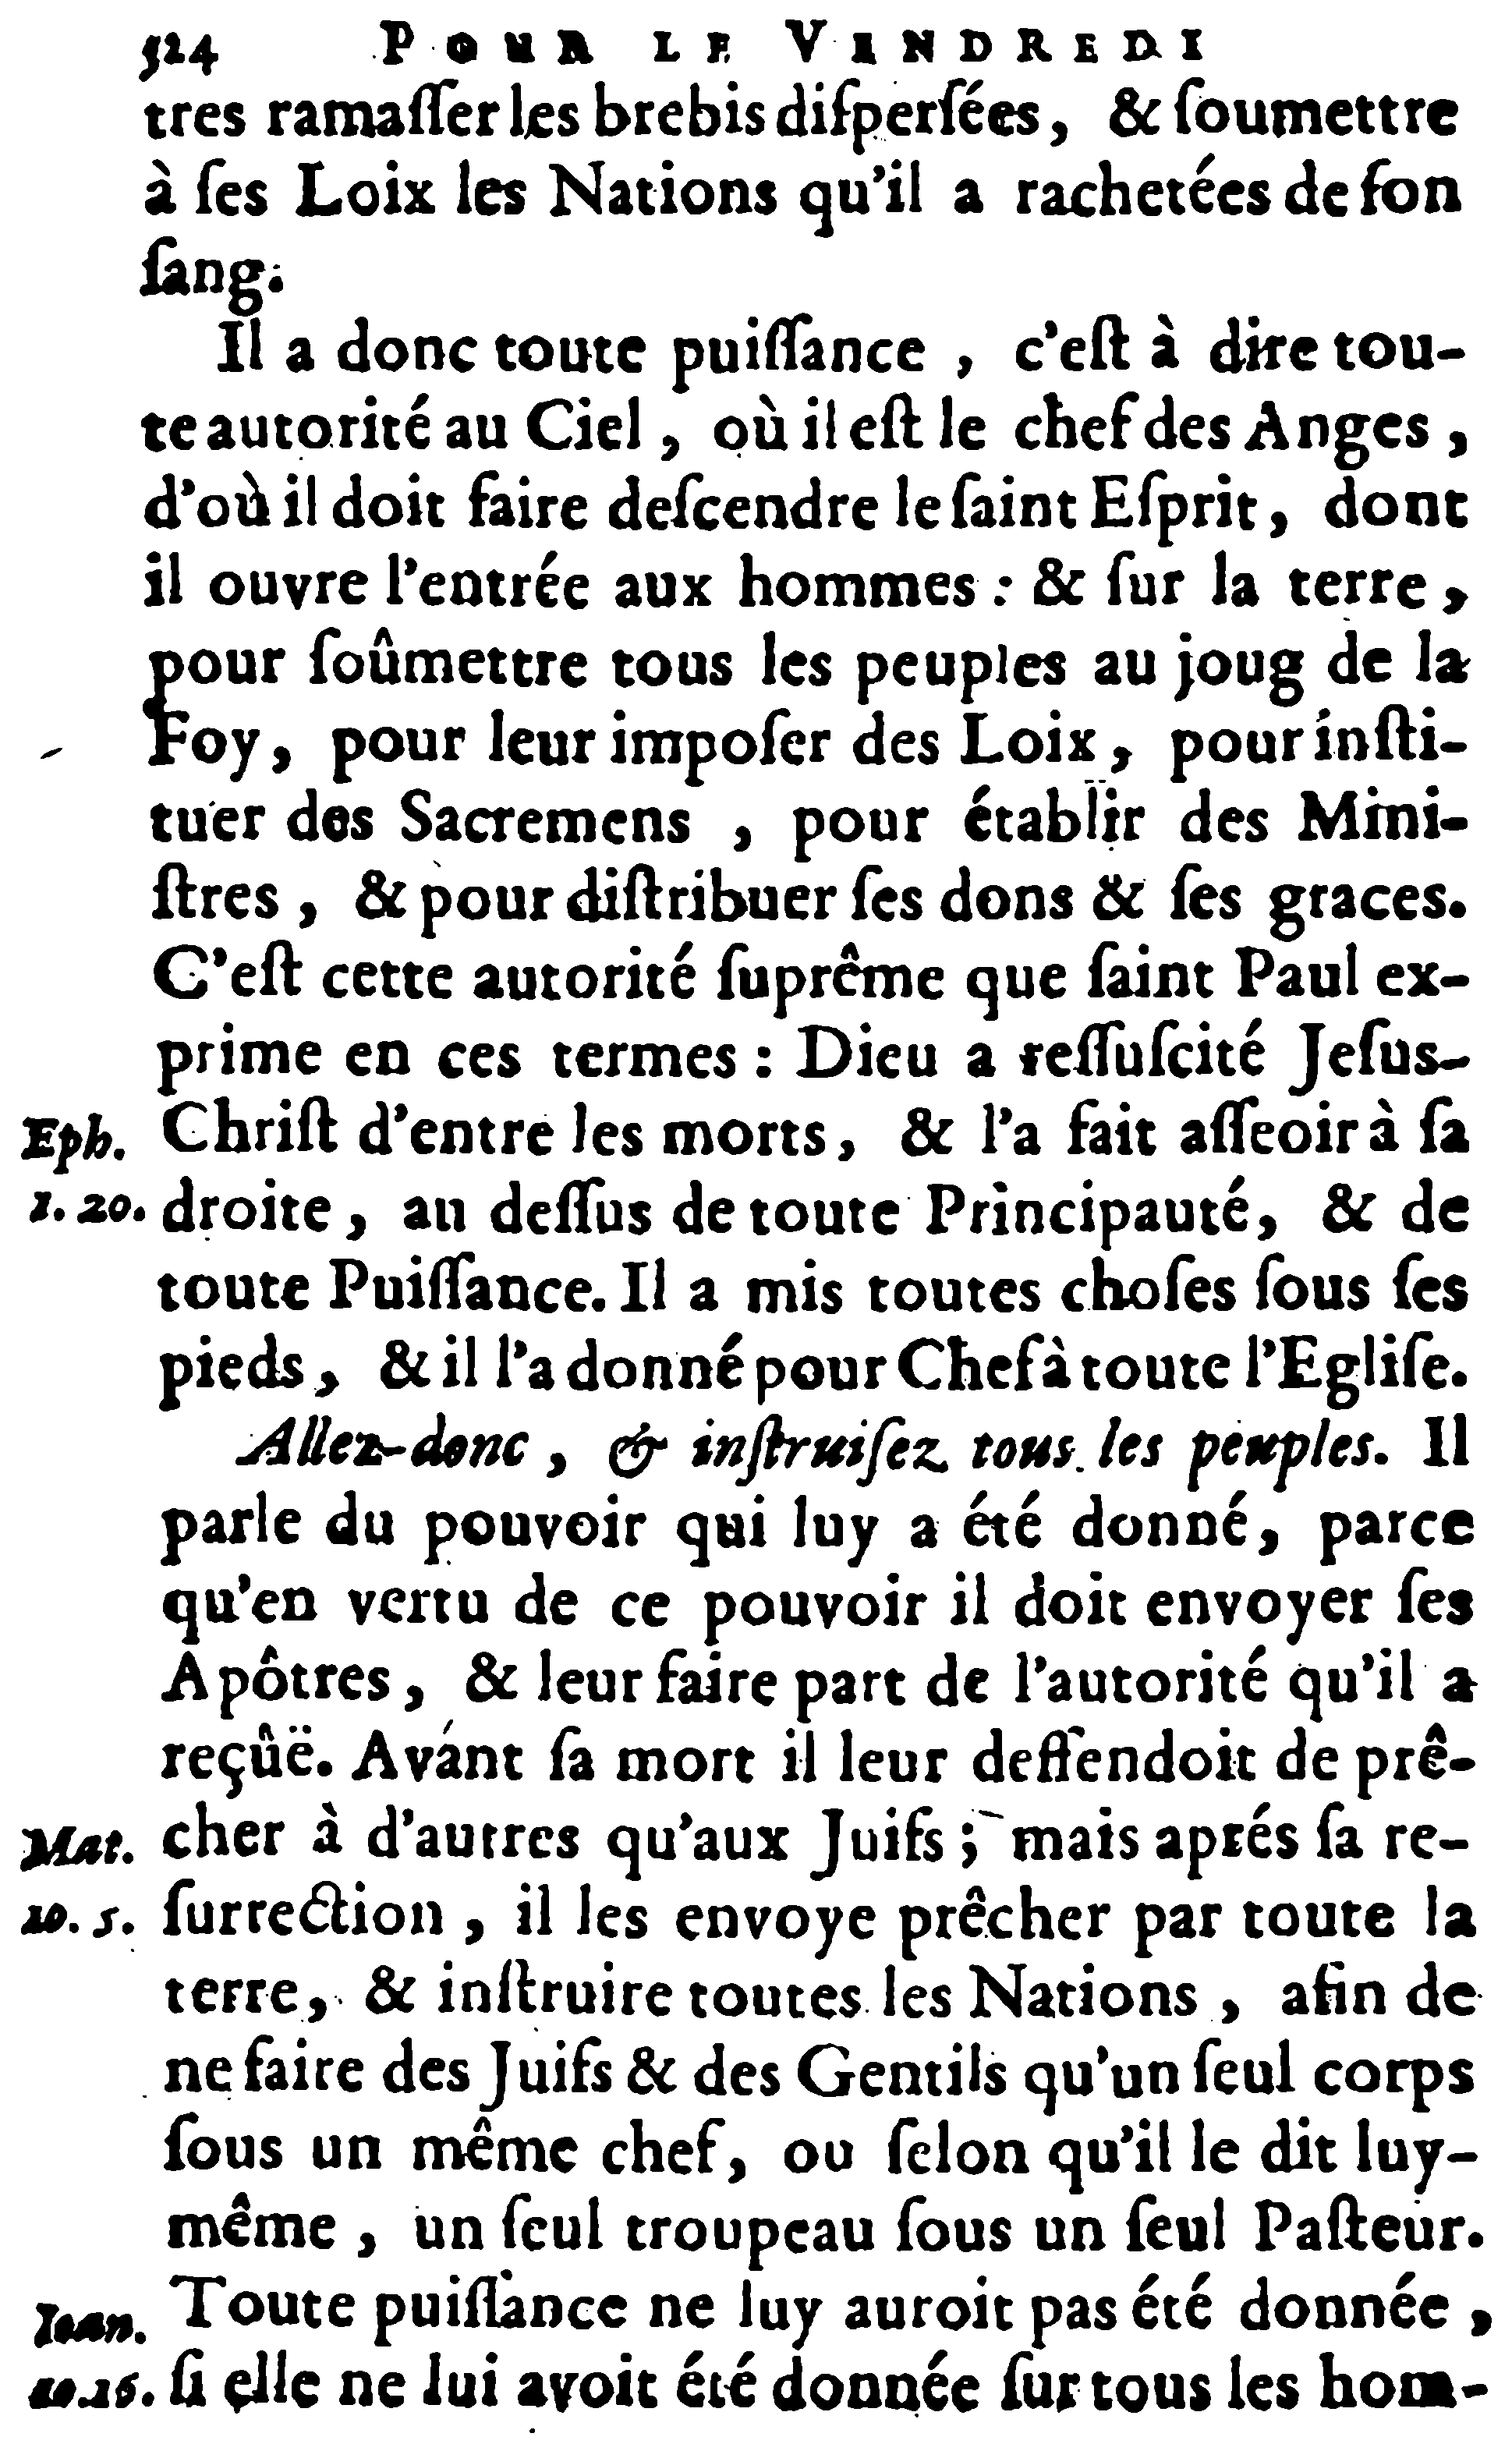 524 POUR LE VENDREDI
tres ramaſſer les brebis diſperſées, & ſoumettre
à ſes Loix les Nations qu'il a rachetées de ſon
ſang.
Il a donc toute puiſſance, c'eſt à dire tou-
te autorité au Ciel, où il eſt le chef des Anges,
d'où il doit faire deſcendre le ſaint Eſprit, dont
il ouvre l'entrée aux hommes : & ſur la terre,
pour ſoûmettre tous les peuples au joug de la
Foy, pour leur impoſer des Loix, pour inſti-
tuer des Sacremens, pour établir des Mini-
ſtres, & pour diſtribuer ſes dons & ſes graces.
C'eſt cette autorité ſuprême que ſaint Paul ex-
prime en ces termes : Dieu a reſſuſcité Jeſus-
Eph. Chriſt d'entre les morts, & l'a fait aſſeoir à ſa
1. 20. droite, au deſſus de toute Principauté, & de
toute Puiſſance. Il a mis toutes choſes ſous ſes
pieds, & il l'a donné pour Chef à toute l'Egliſe.
Allez-donc, & inſtruiſez tous les peuples. Il
parle du pouvoir qui luy a été donné, parce
qu'en vertu de ce pouvoir il doit envoyer ſes
Apôtres, & leur faire part de l'autorité qu'il a
reçûë. Avant ſa mort il leur deffendoit de prê-
Mat. cher à d'autres qu'aux Juifs ; mais aprés ſa re-
10. 5. ſurrection, il les envoye prêcher par toute la
terre, & inſtruire toutes les Nations, afin de
ne faire des Juifs & des Gentils qu'un ſeul corps
ſous un même chef, ou ſelon qu'il le dit luy-
même, un ſeul troupeau ſous un ſeul Paſteur.
Ioan. Toute puiſſance ne luy auroit pas été donnée,
10.16. ſi elle ne lui avoit été donnée ſur tous les hom-